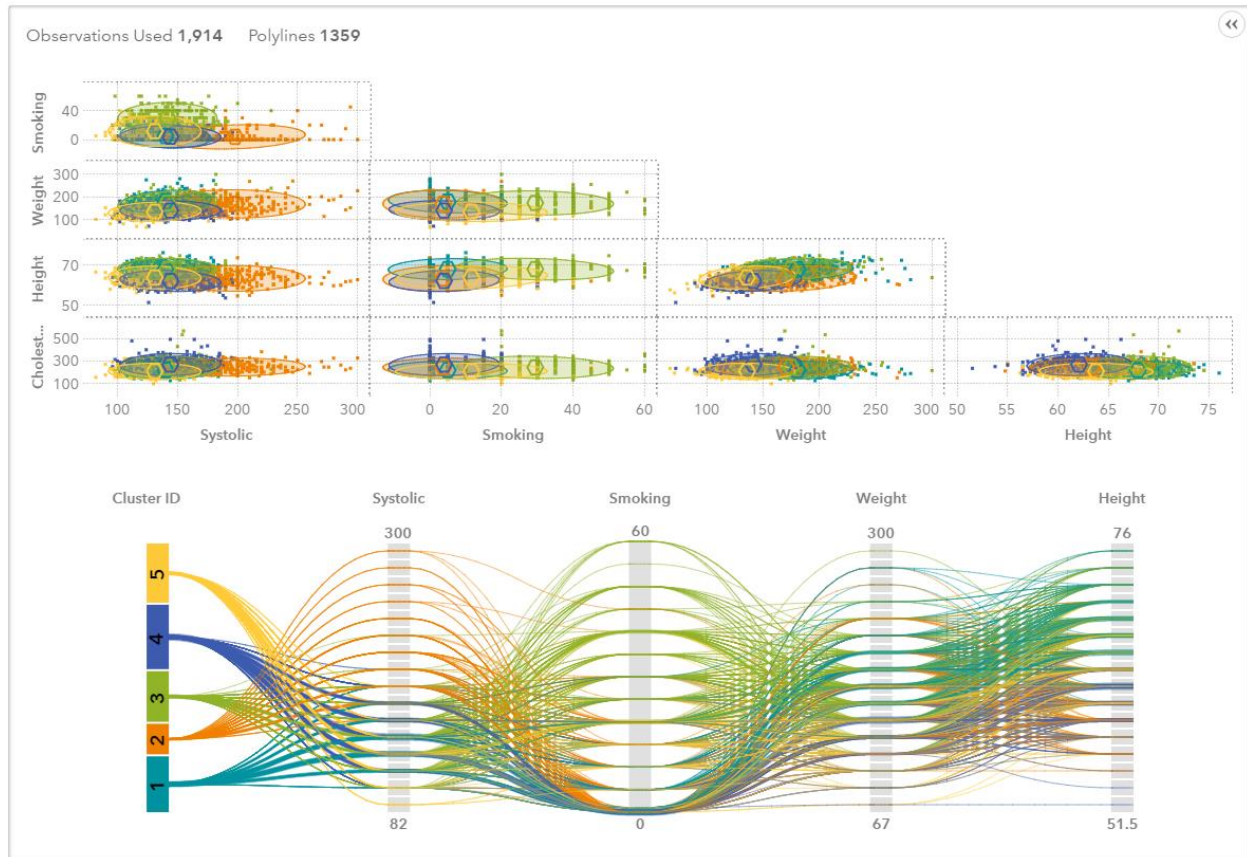 Observations Used 1,914 Polylines 1359
Smoking
40
0
Weight
300
200
100
Height
70
50
Cholest...
500
300
100
100 150 200 250 300 0 20 40 60 100 150 200 250 300 50 55 60 65 70 75
Systolic Smoking Weight Height
Cluster ID Systolic Smoking Weight Height
300 60 300 76
5
4
3
2
1
82 0 67 51.5